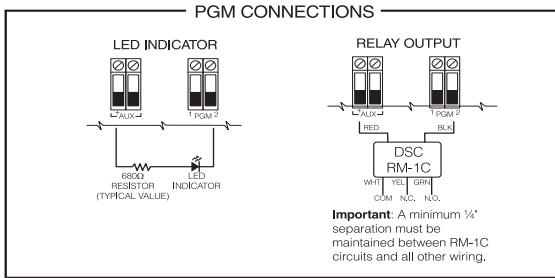 PGM CONNECTIONS
LED INDICATOR
+AUX- 1 PGM 2
680Ω
RESISTOR
(TYPICAL VALUE)
LED
INDICATOR
RELAY OUTPUT
+AUX- 1 PGM 2
RED BLK
DSC
RM-1C
WHT YEL GRN
COM N.C. N.O.
Important: A minimum ¼"
separation must be
maintained between RM-1C
circuits and all other wiring.